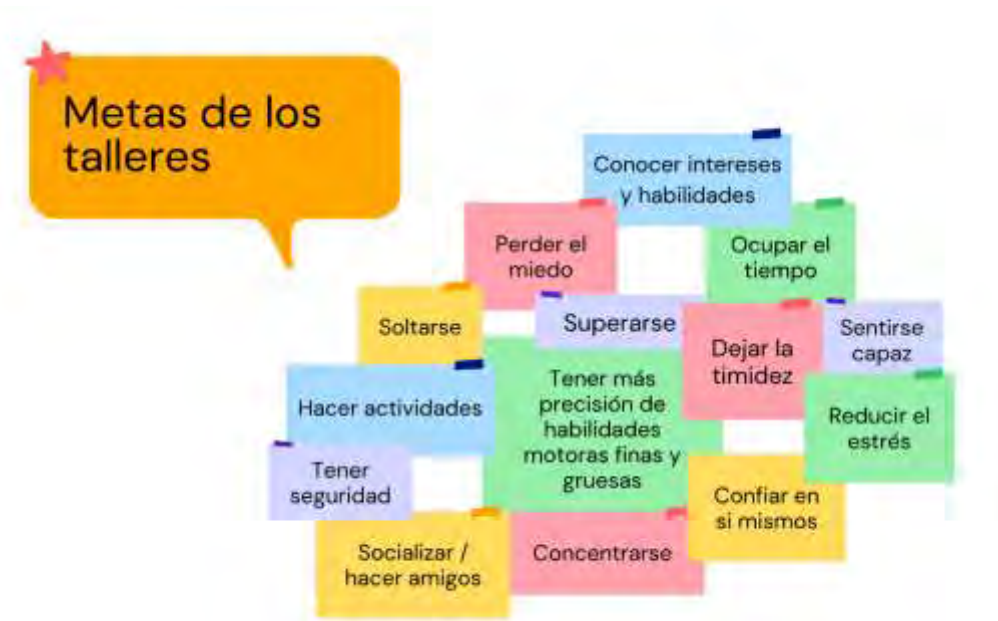 Metas de los
talleres
Conocer intereses
y habilidades
Perder el
miedo
Ocupar el
tiempo
Soltarse
Superarse
Dejar la
timidez
Sentirse
capaz
Hacer actividades
Tener más
precisión de
habilidades
motoras finas y
gruesas
Reducir el
estrés
Tener
seguridad
Confiar en
si mismos
Socializar /
hacer amigos
Concentrarse